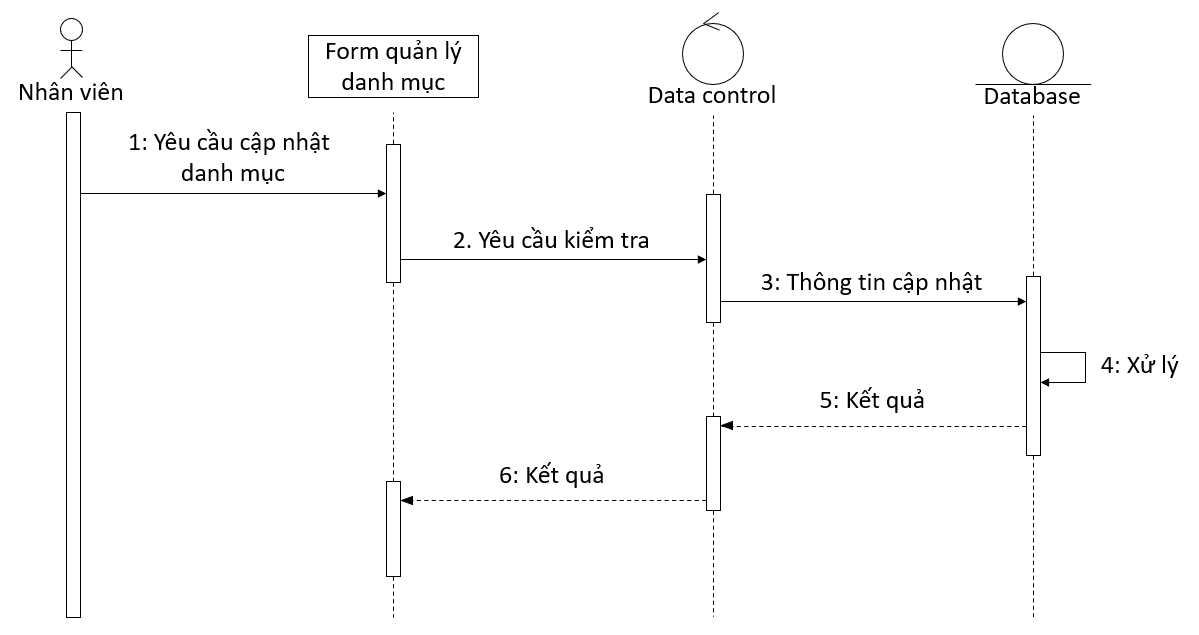 Nhân viên
Form quản lý
danh mục
Data control
Database
1: Yêu cầu cập nhật
danh mục
2. Yêu cầu kiểm tra
3: Thông tin cập nhật
4: Xử lý
5: Kết quả
6: Kết quả